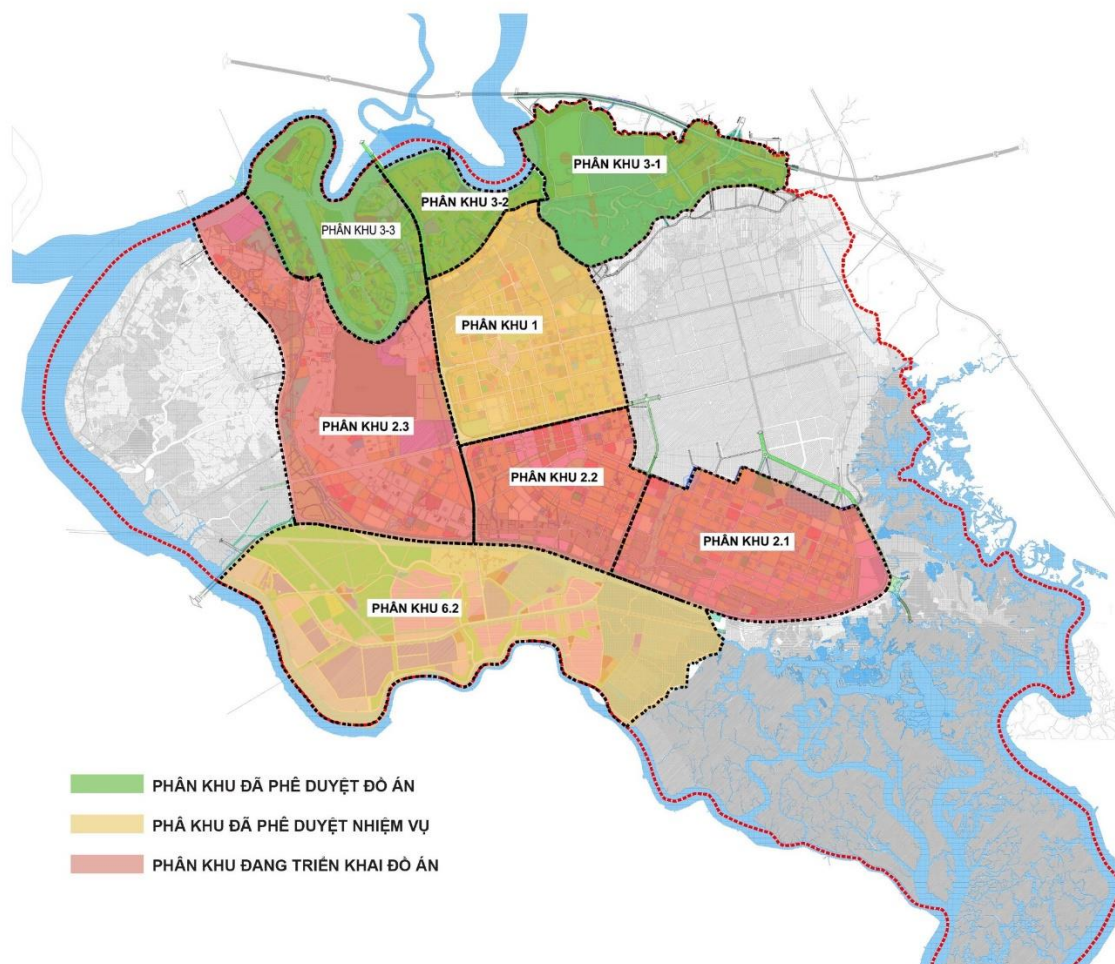 PHÂN KHU 3-1
PHÂN KHU 3-2
PHÂN KHU 3-3
PHÂN KHU 1
PHÂN KHU 2.3
PHÂN KHU 2.2
PHÂN KHU 2.1
PHÂN KHU 6.2
PHÂN KHU ĐÃ PHÊ DUYỆT ĐỒ ÁN
PHÂ KHU ĐÃ PHÊ DUYỆT NHIỆM VỤ
PHÂN KHU ĐANG TRIỂN KHAI ĐỒ ÁN